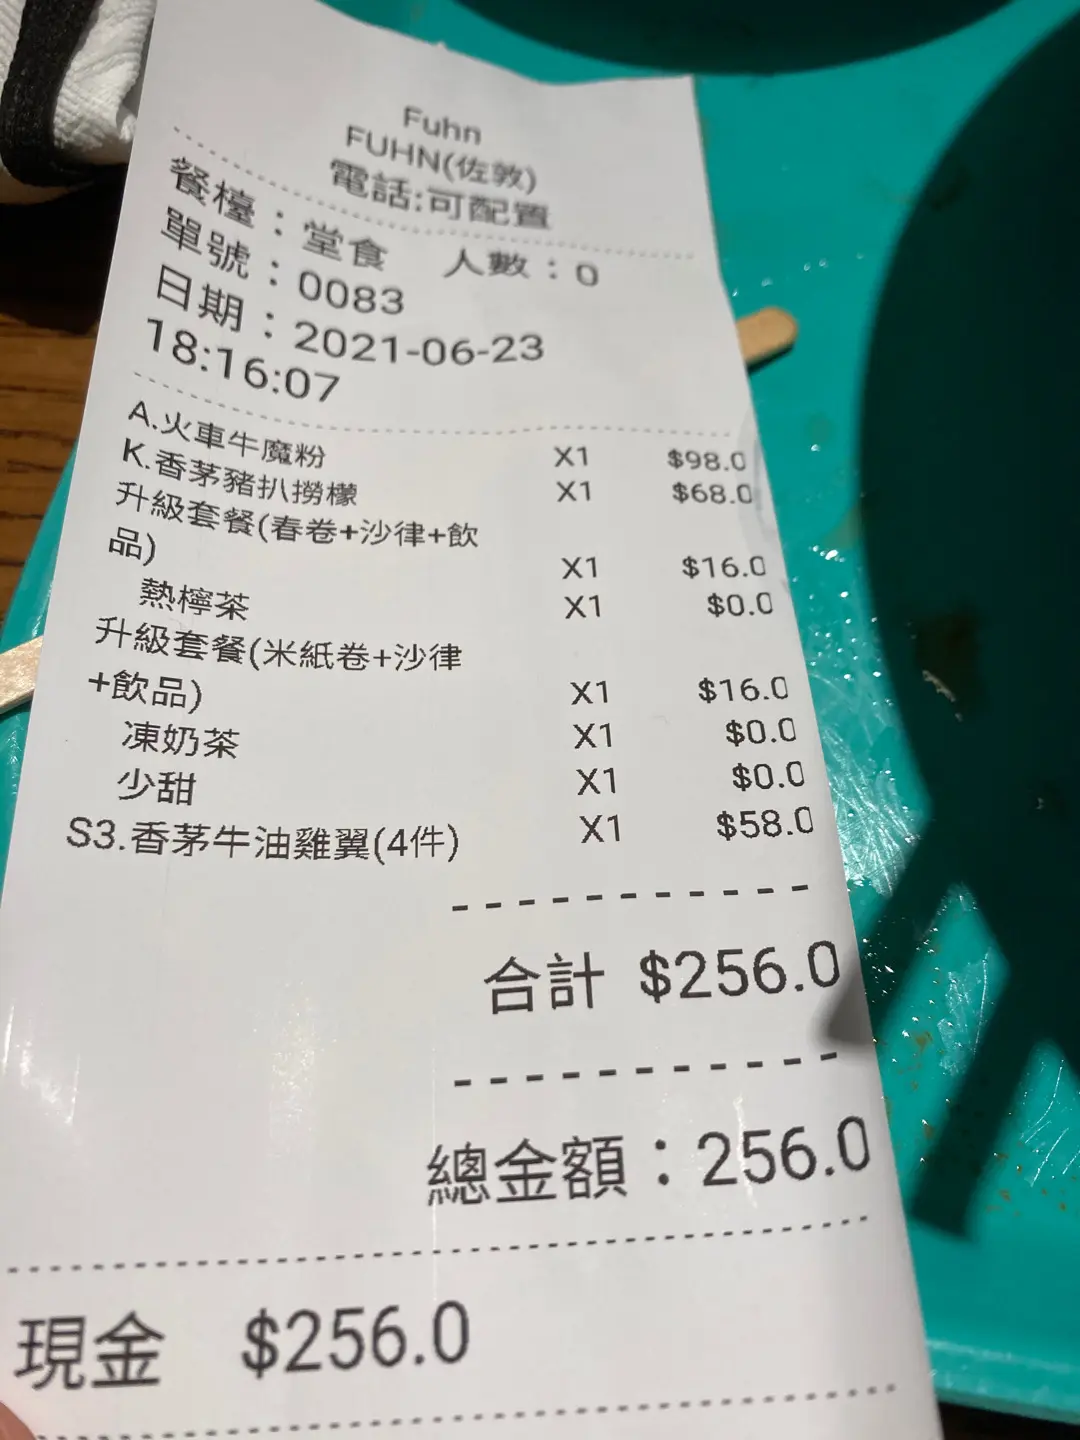 Fuhn
FUHN(佐敦)
電話:可配置
餐檯：堂食 人數：0
單號：0083
日期：2021-06-23
18:16:07
A.火車牛魔粉 X1 $98.0
K.香茅豬扒撈檬 X1 $68.0
升級套餐(春卷+沙律+飲
品) X1 $16.0
熱檸茶 X1 $0.0
升級套餐(米紙卷+沙律
+飲品) X1 $16.0
凍奶茶 X1 $0.0
少甜 X1 $0.0
S3.香茅牛油雞翼(4件) X1 $58.0
合計 $256.0
總金額：256.0
現金 $256.0